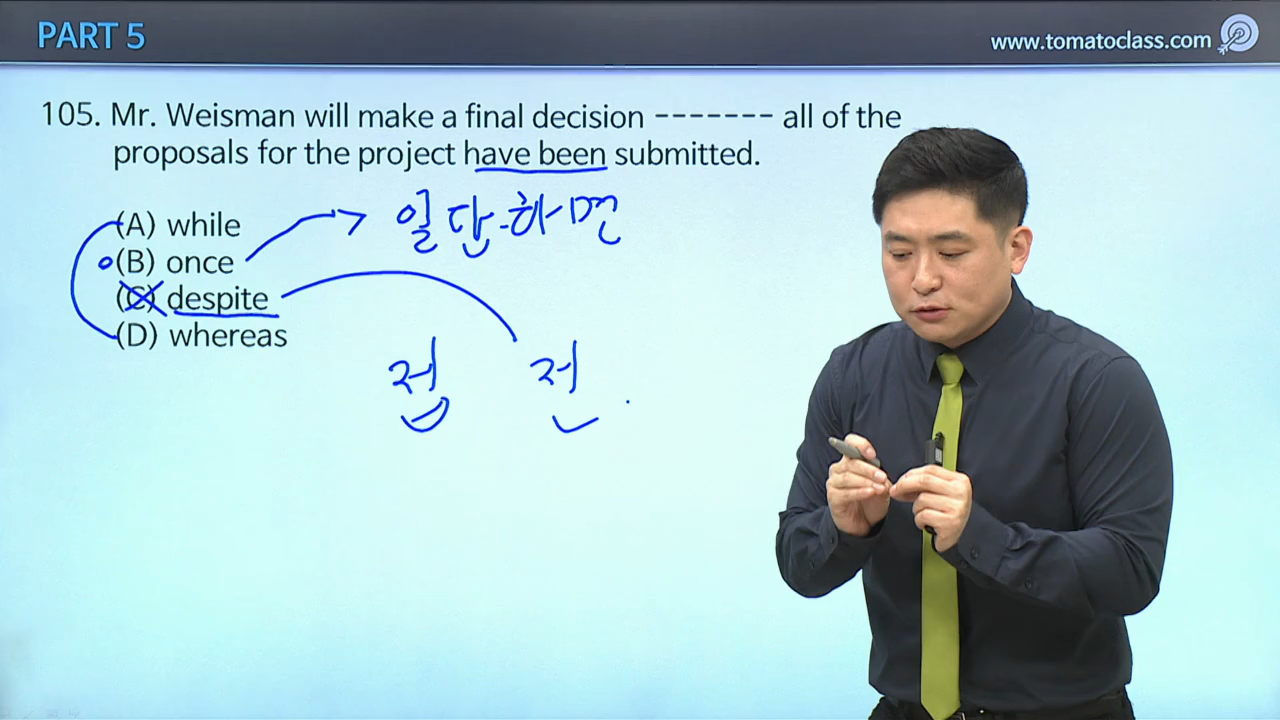 PART 5
www.tomatoclass.com
105. Mr. Weisman will make a final decision ------- all of the
proposals for the project have been submitted.
(A) while
(B) once
(C) despite
(D) whereas
일단-하면
접 전